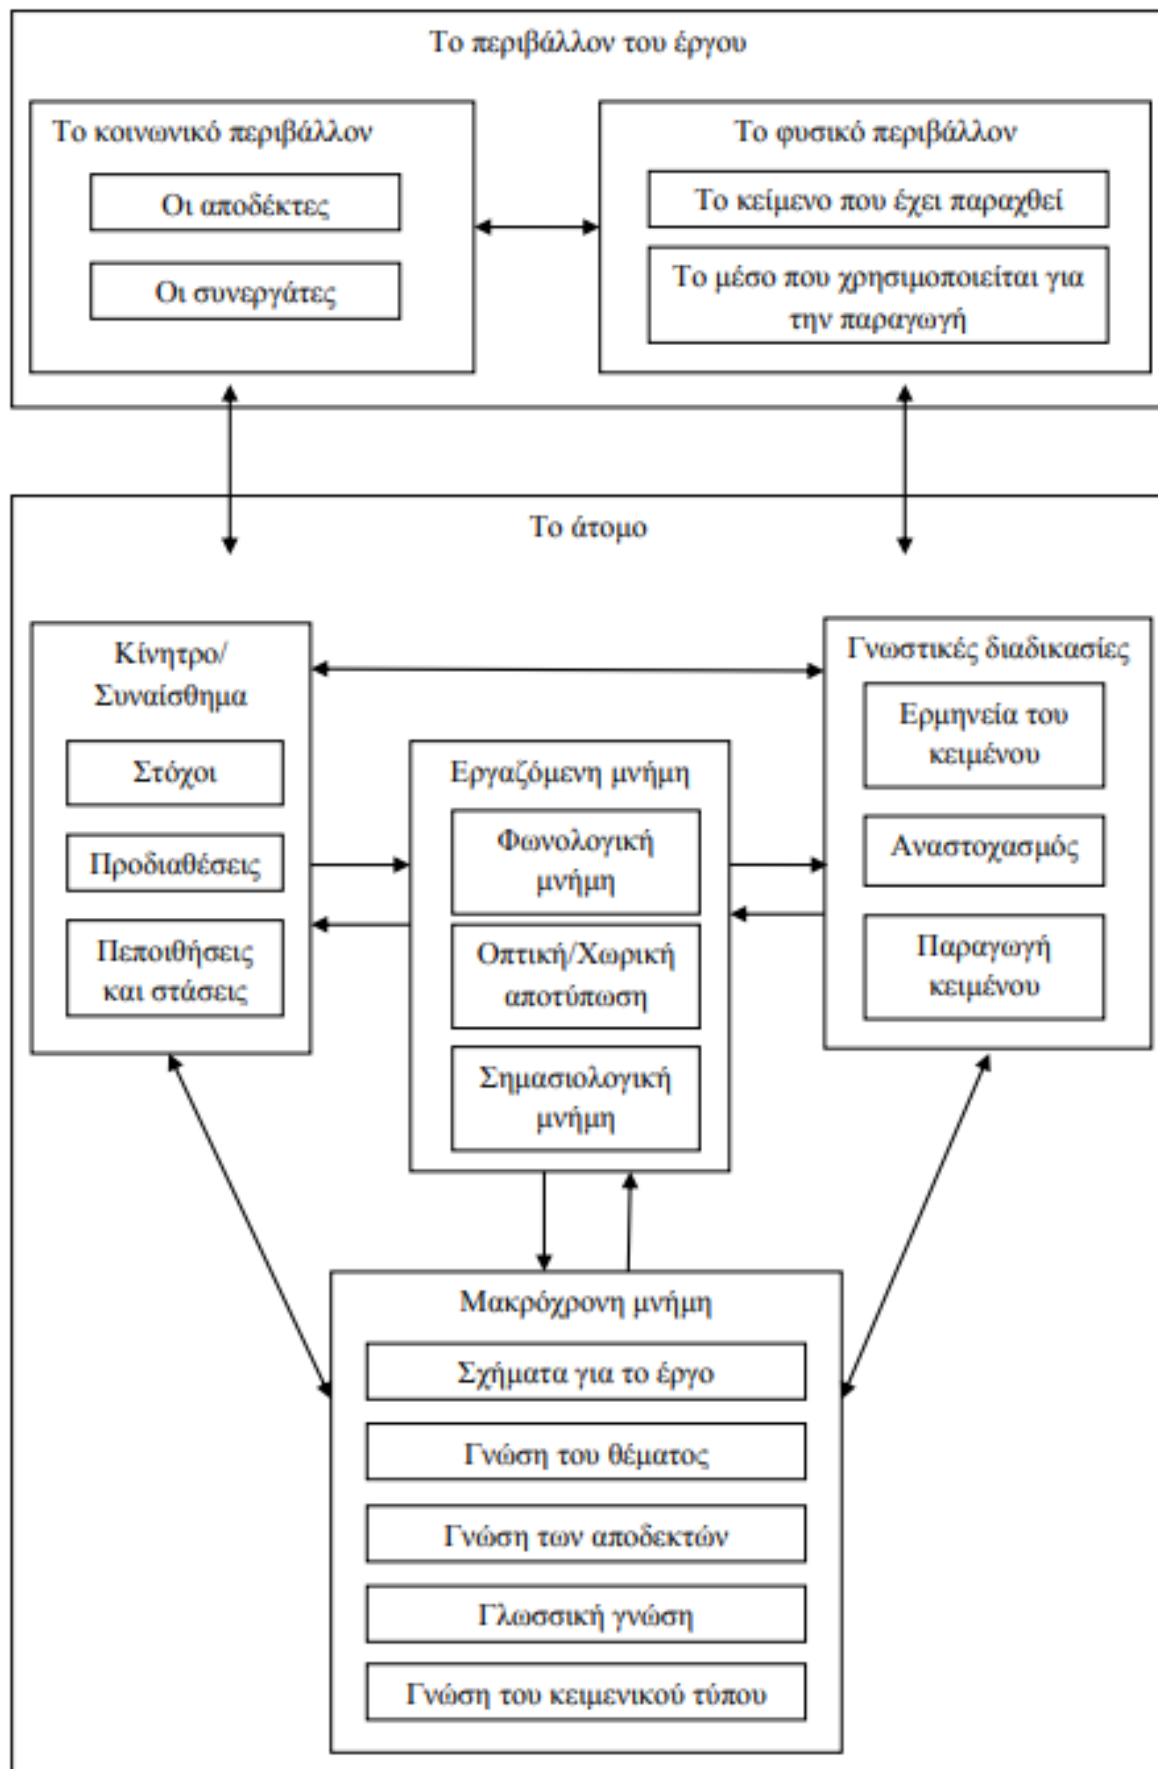 Το περιβάλλον του έργου
Το κοινωνικό περιβάλλον
Οι αποδέκτες
Οι συνεργάτες
Το φυσικό περιβάλλον
Το κείμενο που έχει παραχθεί
Το μέσο που χρησιμοποιείται για
την παραγωγή
Το άτομο
Κίνητρο/
Συναίσθημα
Στόχοι
Προδιαθέσεις
Πεποιθήσεις
και στάσεις
Εργαζόμενη μνήμη
Φωνολογική
μνήμη
Οπτική/Χωρική
αποτύπωση
Σημασιολογική
μνήμη
Γνωστικές διαδικασίες
Ερμηνεία του
κειμένου
Αναστοχασμός
Παραγωγή
κειμένου
Μακρόχρονη μνήμη
Σχήματα για το έργο
Γνώση του θέματος
Γνώση των αποδεκτών
Γλωσσική γνώση
Γνώση του κειμενικού τύπου